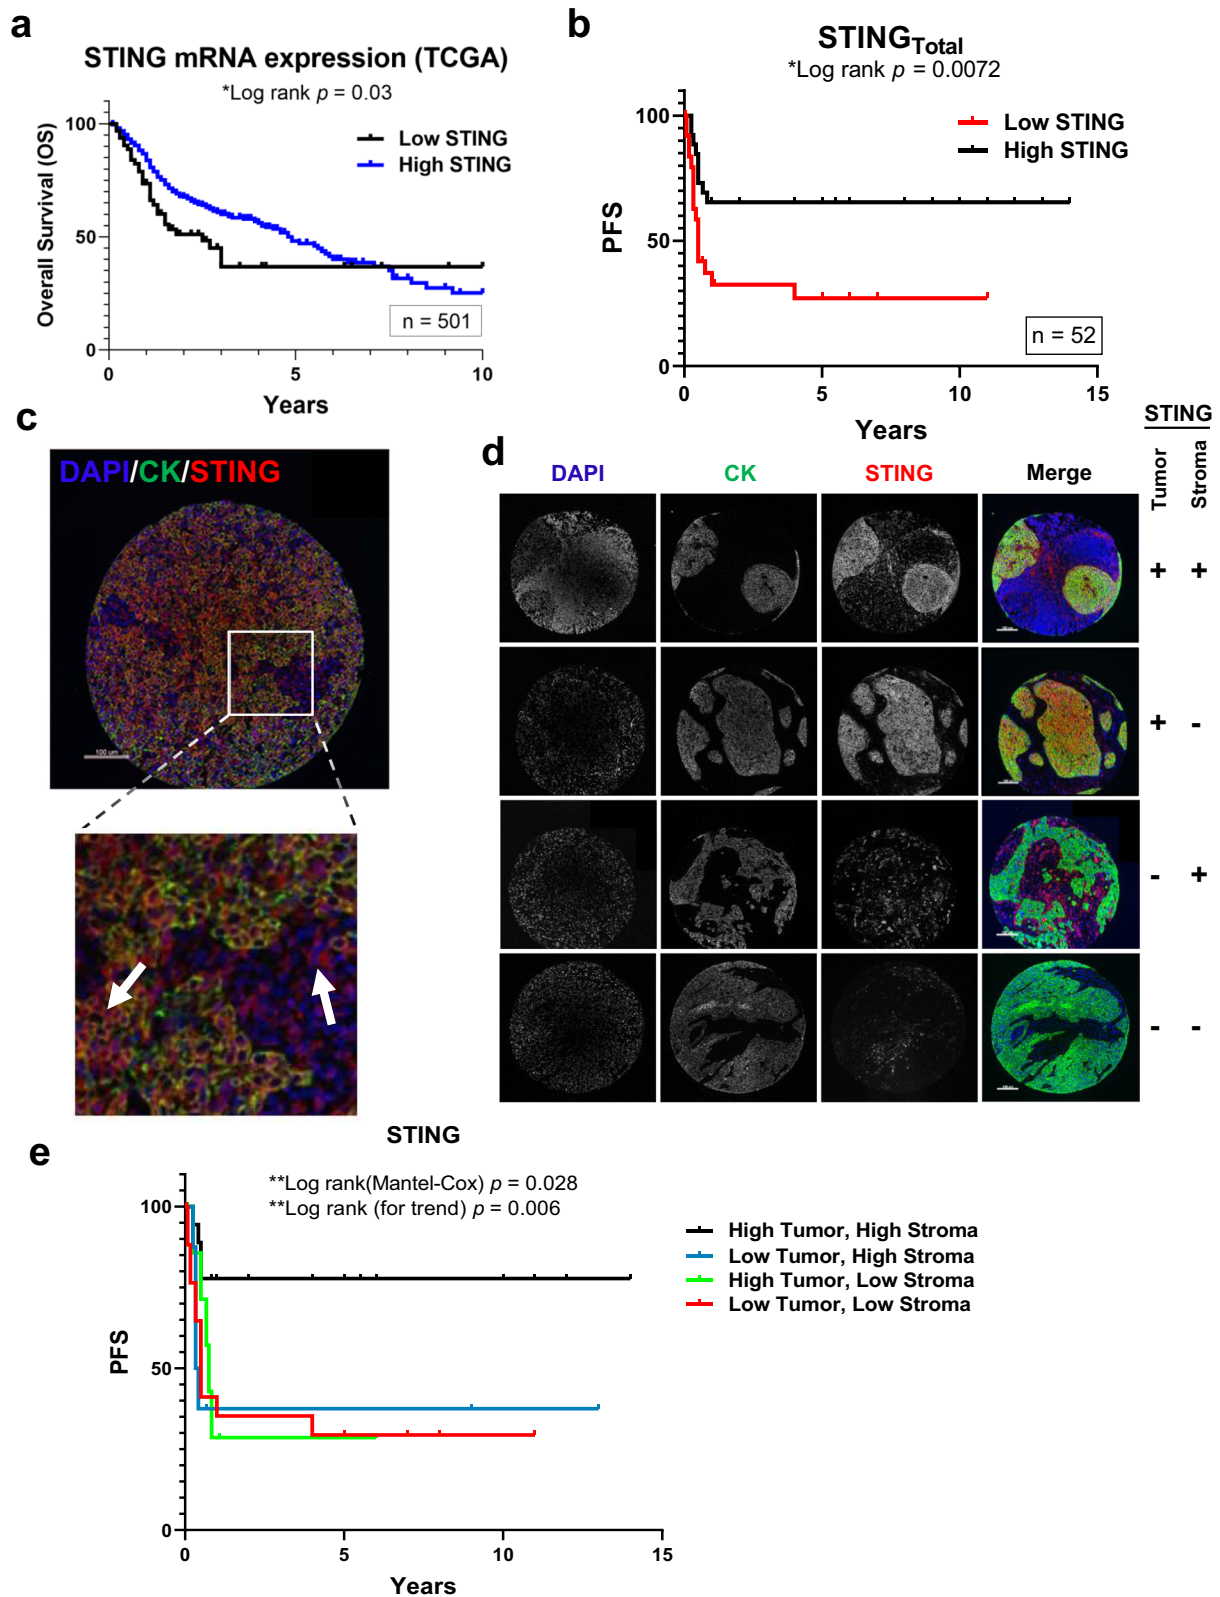 a
STING mRNA expression (TCGA)
*Log rank p = 0.03
Low STING
High STING
Overall Survival (OS)
100
50
0
n = 501
0 5 10
Years
b
STINGTotal
*Log rank p = 0.0072
Low STING
High STING
PFS
100
50
0
n = 52
0 5 10 15
Years
c
DAPI/CK/STING
100 um
d
DAPI CK STING Merge
STING
Tumor Stroma
+ +
+ -
- +
- -
e
STING
**Log rank(Mantel-Cox) p = 0.028
**Log rank (for trend) p = 0.006
High Tumor, High Stroma
Low Tumor, High Stroma
High Tumor, Low Stroma
Low Tumor, Low Stroma
PFS
100
50
0
0 5 10 15
Years